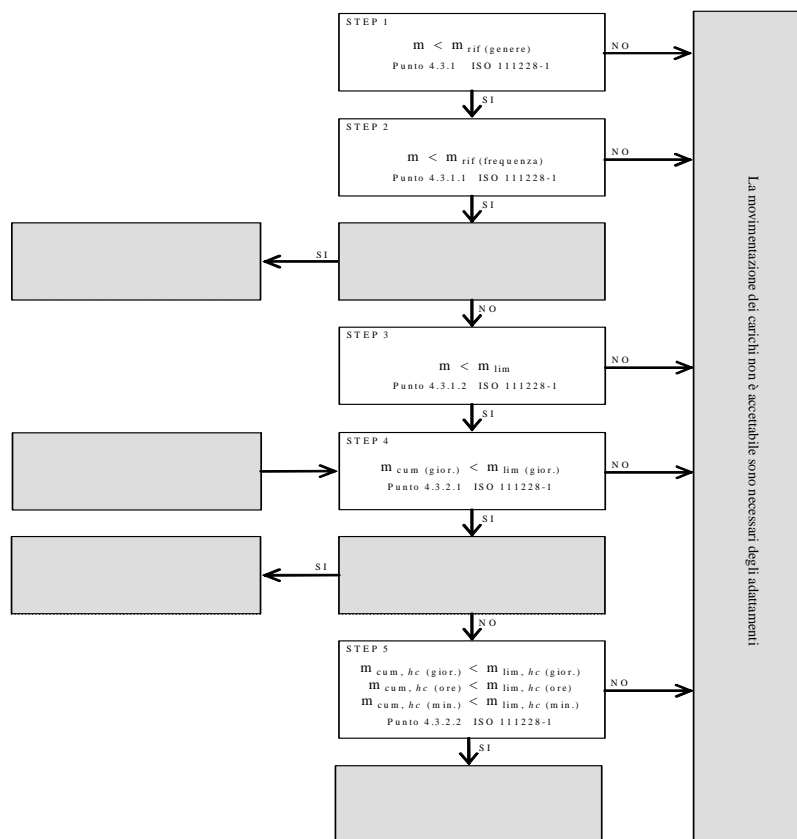 STEP 1
m < m rif (genere)
Punto 4.3.1 ISO 111228-1
NO
SI
STEP 2
m < m rif (frequenza)
Punto 4.3.1.1 ISO 111228-1
NO
SI
SI
NO
STEP 3
m < m lim
Punto 4.3.1.2 ISO 111228-1
NO
SI
STEP 4
m cum (gior.) < m lim (gior.)
Punto 4.3.2.1 ISO 111228-1
NO
SI
SI
NO
STEP 5
m cum, hc (gior.) < m lim, hc (gior.)
m cum, hc (ore) < m lim, hc (ore)
m cum, hc (min.) < m lim, hc (min.)
Punto 4.3.2.2 ISO 111228-1
NO
SI
La movimentazione dei carichi non è accettabile sono necessari degli adattamenti